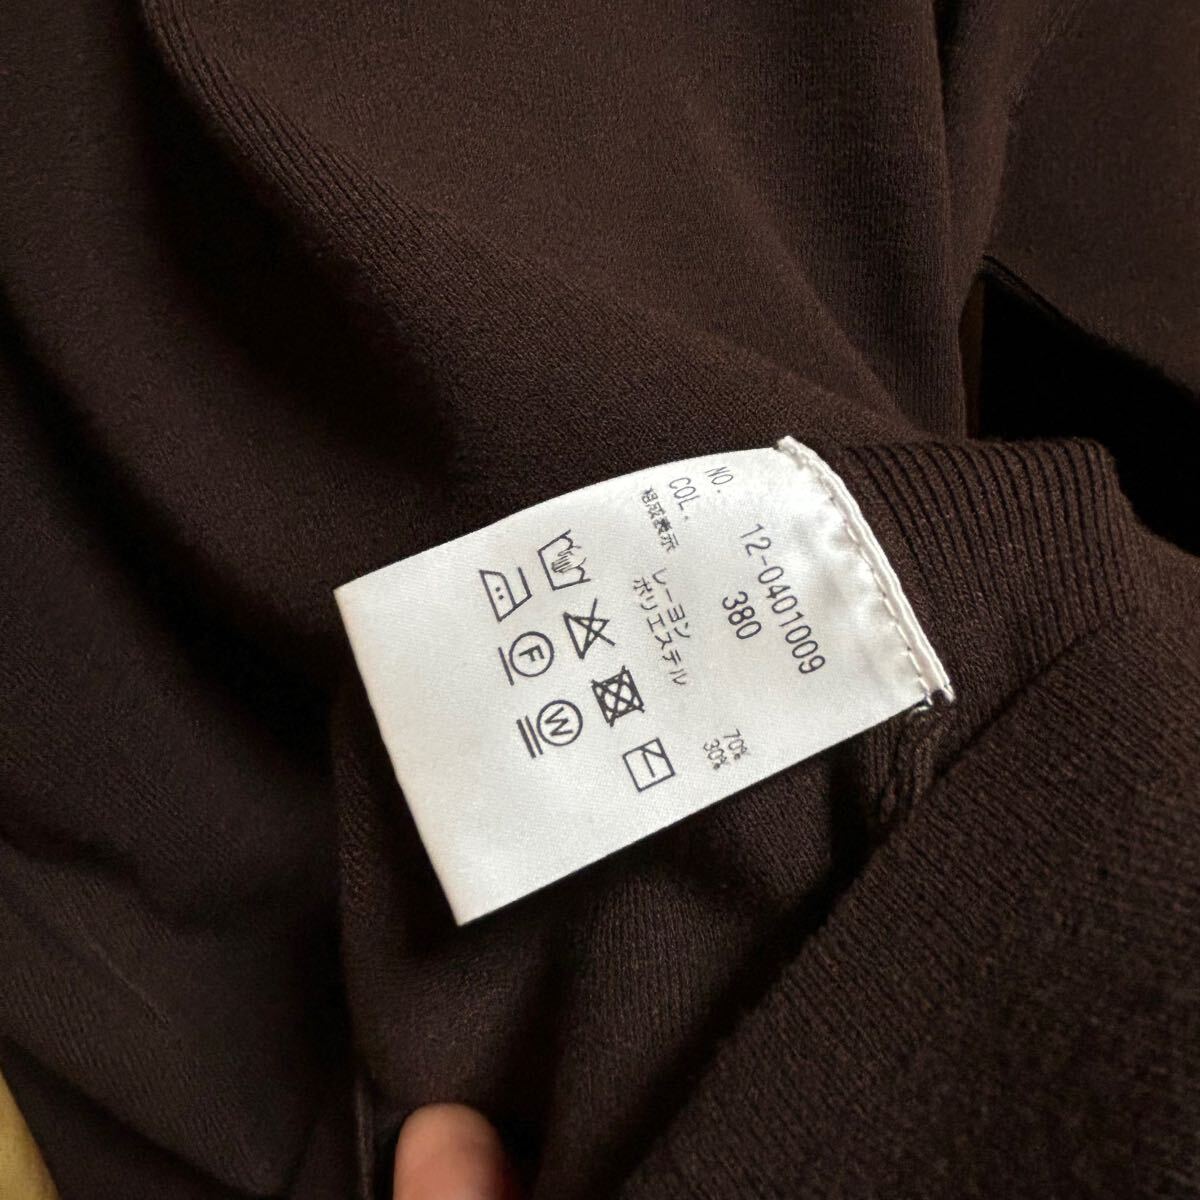 NO. 12-0401009
COL. 380
組成表示 レーヨン 70%
ポリエステル 30%
F
W